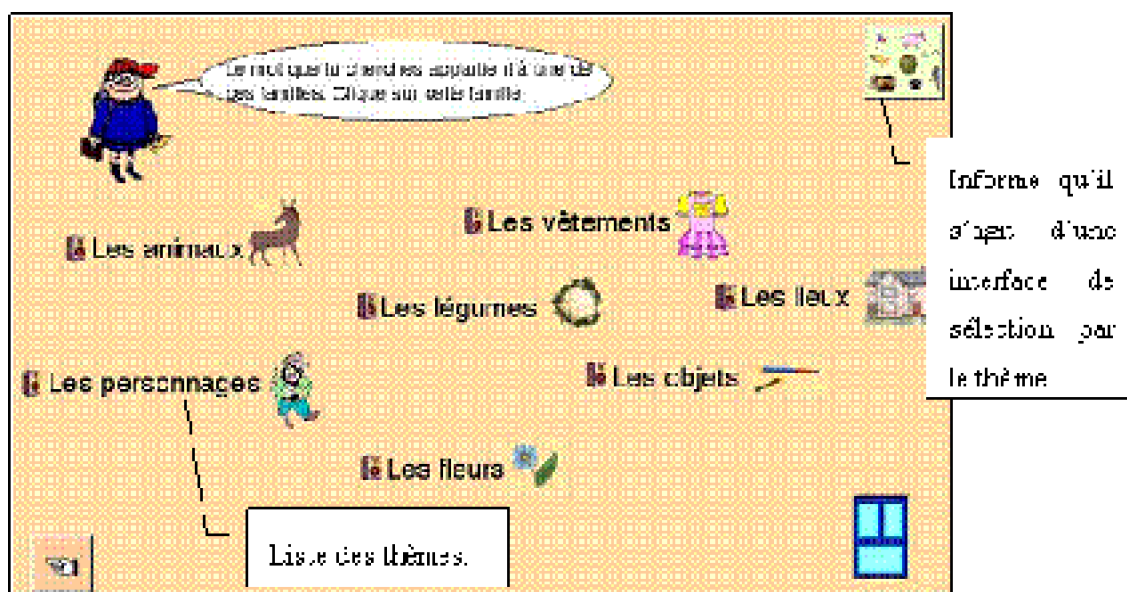 Le mot que tu cherches appartient à une de
ces familles. Clique sur cette famille
Informe qu'il
s'agit d'une
interface de
sélection par
le thème
Les vêtements
Les animaux
Les légumes
Les lieux
Les personnages
Les objets
Les fleurs
Liste des thèmes.